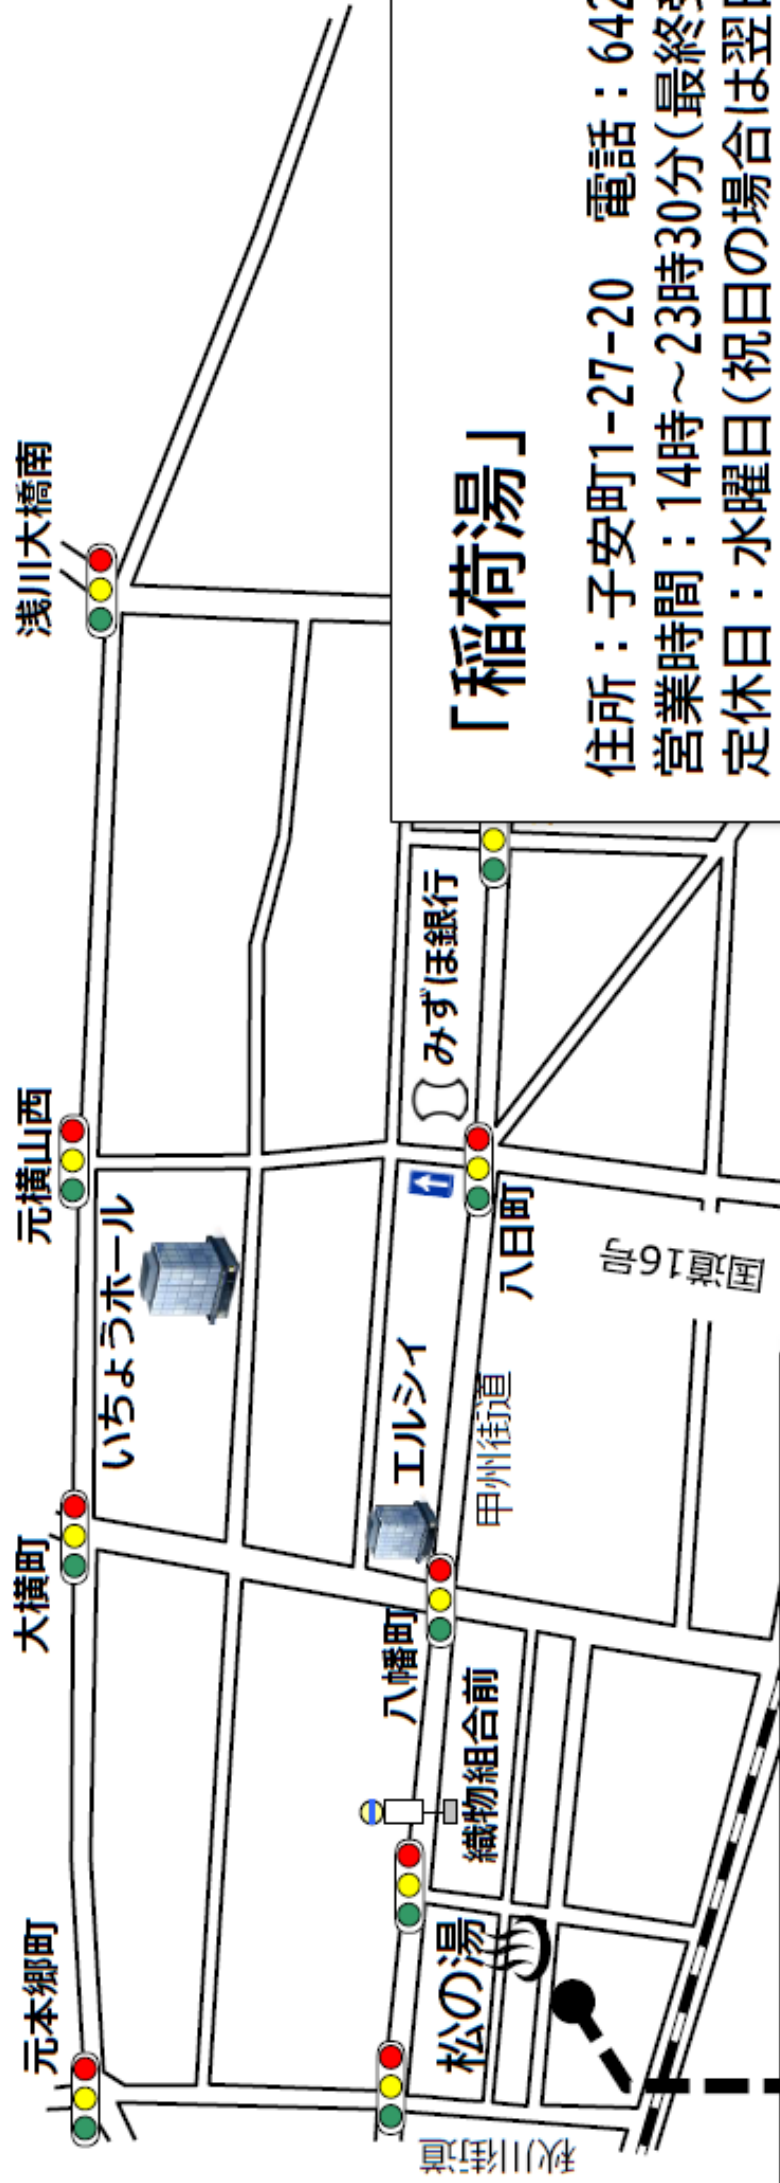 元本郷町
大横町
元横山西
浅川大橋南
いちょうホール
八幡町
エルシィ
みずほ銀行
織物組合前
甲州街道
八日町
松の湯
秋川街道
国道16号
「稲荷湯」
住所：子安町1-27-20　電話：642
営業時間：14時～23時30分(最終
定休日：水曜日(祝日の場合は翌